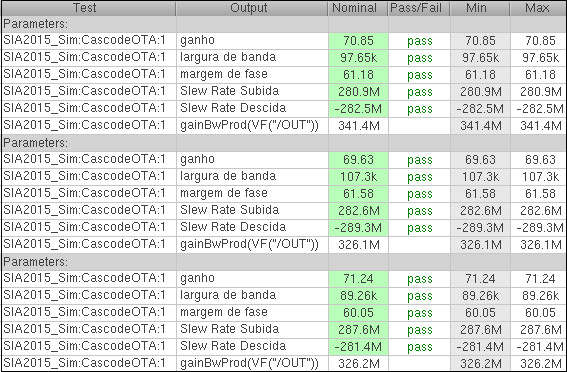 Test Output Nominal Pass/Fail Min Max
Parameters:
SIA2015_Sim:CascodeOTA:1 ganho 70.85 pass 70.85 70.85
SIA2015_Sim:CascodeOTA:1 largura de banda 97.65k pass 97.65k 97.65k
SIA2015_Sim:CascodeOTA:1 margem de fase 61.18 pass 61.18 61.18
SIA2015_Sim:CascodeOTA:1 Slew Rate Subida 280.9M pass 280.9M 280.9M
SIA2015_Sim:CascodeOTA:1 Slew Rate Descida -282.5M pass -282.5M -282.5M
SIA2015_Sim:CascodeOTA:1 gainBwProd(VF("/OUT")) 341.4M 341.4M 341.4M
Parameters:
SIA2015_Sim:CascodeOTA:1 ganho 69.63 pass 69.63 69.63
SIA2015_Sim:CascodeOTA:1 largura de banda 107.3k pass 107.3k 107.3k
SIA2015_Sim:CascodeOTA:1 margem de fase 61.58 pass 61.58 61.58
SIA2015_Sim:CascodeOTA:1 Slew Rate Subida 282.6M pass 282.6M 282.6M
SIA2015_Sim:CascodeOTA:1 Slew Rate Descida -289.3M pass -289.3M -289.3M
SIA2015_Sim:CascodeOTA:1 gainBwProd(VF("/OUT")) 326.1M 326.1M 326.1M
Parameters:
SIA2015_Sim:CascodeOTA:1 ganho 71.24 pass 71.24 71.24
SIA2015_Sim:CascodeOTA:1 largura de banda 89.26k pass 89.26k 89.26k
SIA2015_Sim:CascodeOTA:1 margem de fase 60.05 pass 60.05 60.05
SIA2015_Sim:CascodeOTA:1 Slew Rate Subida 287.6M pass 287.6M 287.6M
SIA2015_Sim:CascodeOTA:1 Slew Rate Descida -281.4M pass -281.4M -281.4M
SIA2015_Sim:CascodeOTA:1 gainBwProd(VF("/OUT")) 326.2M 326.2M 326.2M